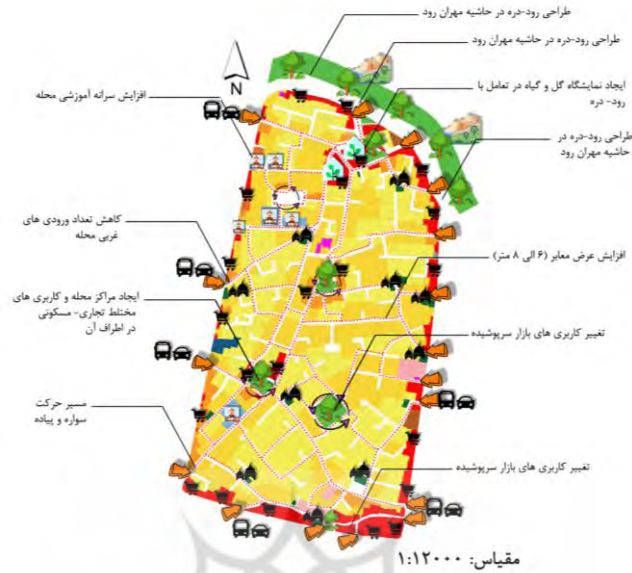 طراحی رود-دره در حاشیه مهران رود
طراحی رود-دره در حاشیه مهران رود
ایجاد نمایشگاه گل و گیاه در تعامل با
رود- دره
طراحی رود-دره در
حاشیه مهران رود
افزایش عرض معابر (۶ الی ۸ متر)
تغییر کاربری های بازار سرپوشیده
تغییر کاربری های بازار سرپوشیده
N
افزایش سرانه آموزشی محله
کاهش تعداد ورودی های
غربی محله
ایجاد مراکز محله و کاربری های
مختلط تجاری- مسکونی
در اطراف آن
مسیر حرکت
سواره و پیاده
مقیاس: ۱:۱۲۰۰۰